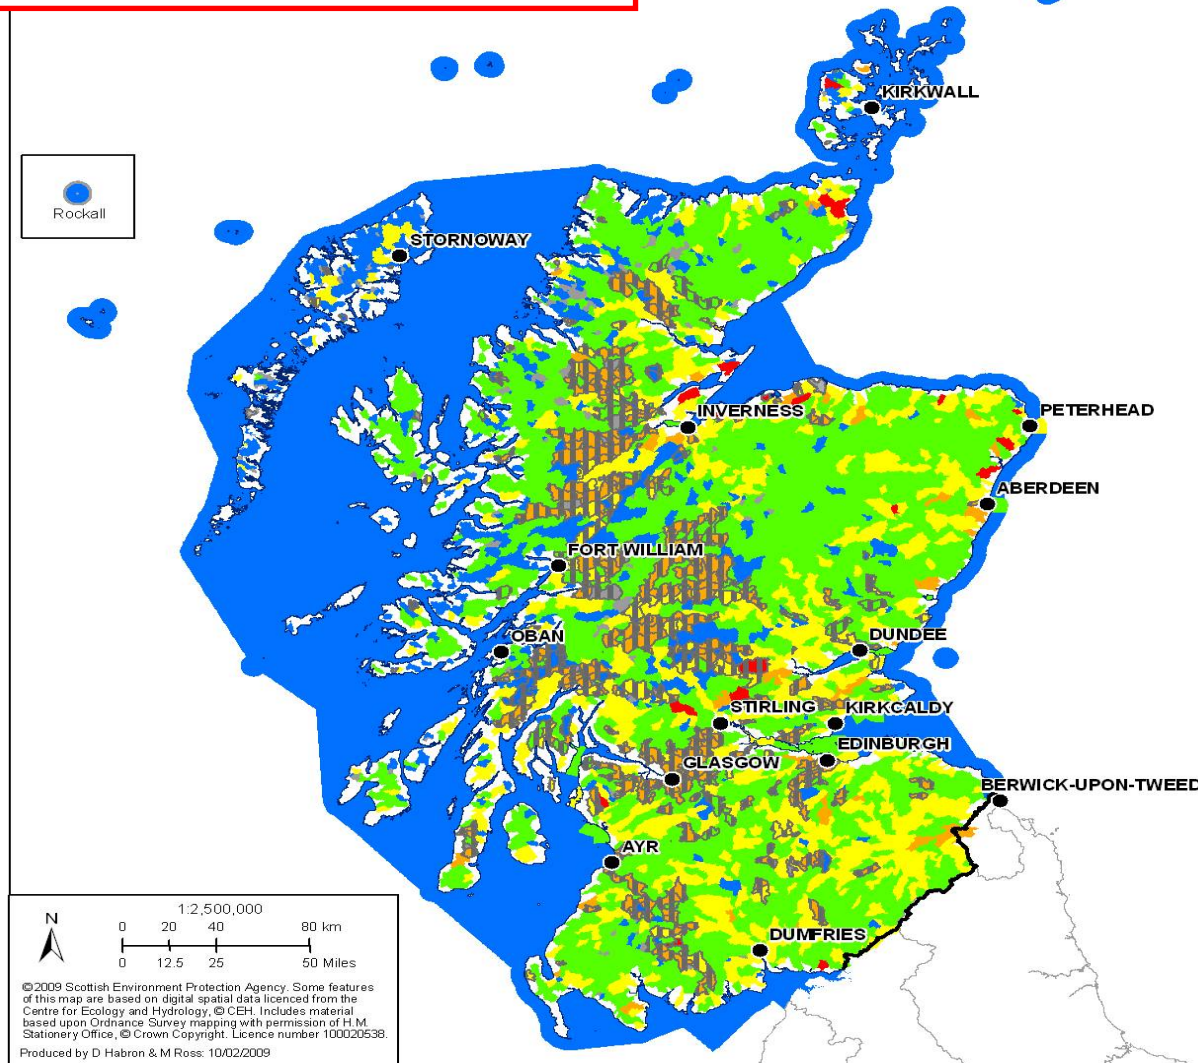 KIRKWALL
Rockall
STORNOWAY
INVERNESS
PETERHEAD
ABERDEEN
FORT WILLIAM
OBAN
DUNDEE
STIRLING
KIRKCALDY
EDINBURGH
GLASGOW
BERWICK-UPON-TWEED
AYR
DUMFRIES
N
1:2,500,000
0 20 40 80 km
0 12.5 25 50 Miles
©2009 Scottish Environment Protection Agency. Some features
of this map are based on digital spatial data licenced from the
Centre for Ecology and Hydrology, © CEH. Includes material
based upon Ordnance Survey mapping with permission of H.M.
Stationery Office, © Crown Copyright. Licence number 100020538.
Produced by D Habron & M Ross: 10/02/2009